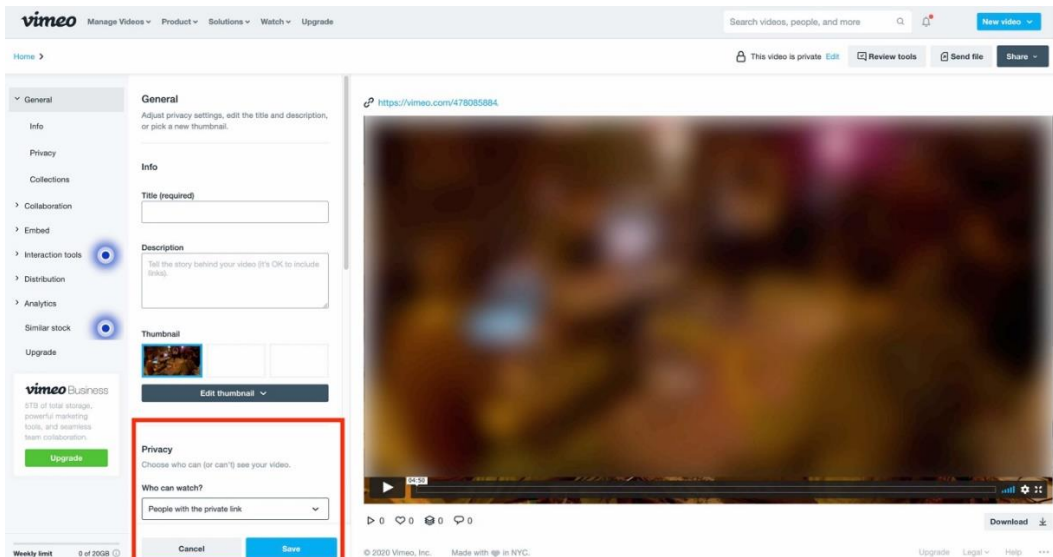 vimeo Manage Videos Product Solutions Watch Upgrade Search videos, people, and more New video
Home This video is private Edit Review tools Send file Share
General
Info
Privacy
Collections
Collaboration
Embed
Interaction tools
Distribution
Analytics
Similar stock
Upgrade
vimeo Business
5TB of total storage,
powerful marketing
tools, and seamless
team collaboration.
Upgrade
Weekly limit 0 of 20GB
General
Adjust privacy settings, edit the title and description,
or pick a new thumbnail.
Info
Title (required)
Description
Tell the story behind your video (it's OK to include
links).
Thumbnail
Edit thumbnail
Privacy
Choose who can (or can't) see your video.
Who can watch?
People with the private link
Cancel Save
https://vimeo.com/478085884
04:50
0 0 0 0
Download
© 2020 Vimeo, Inc. Made with in NYC. Upgrade Legal Help